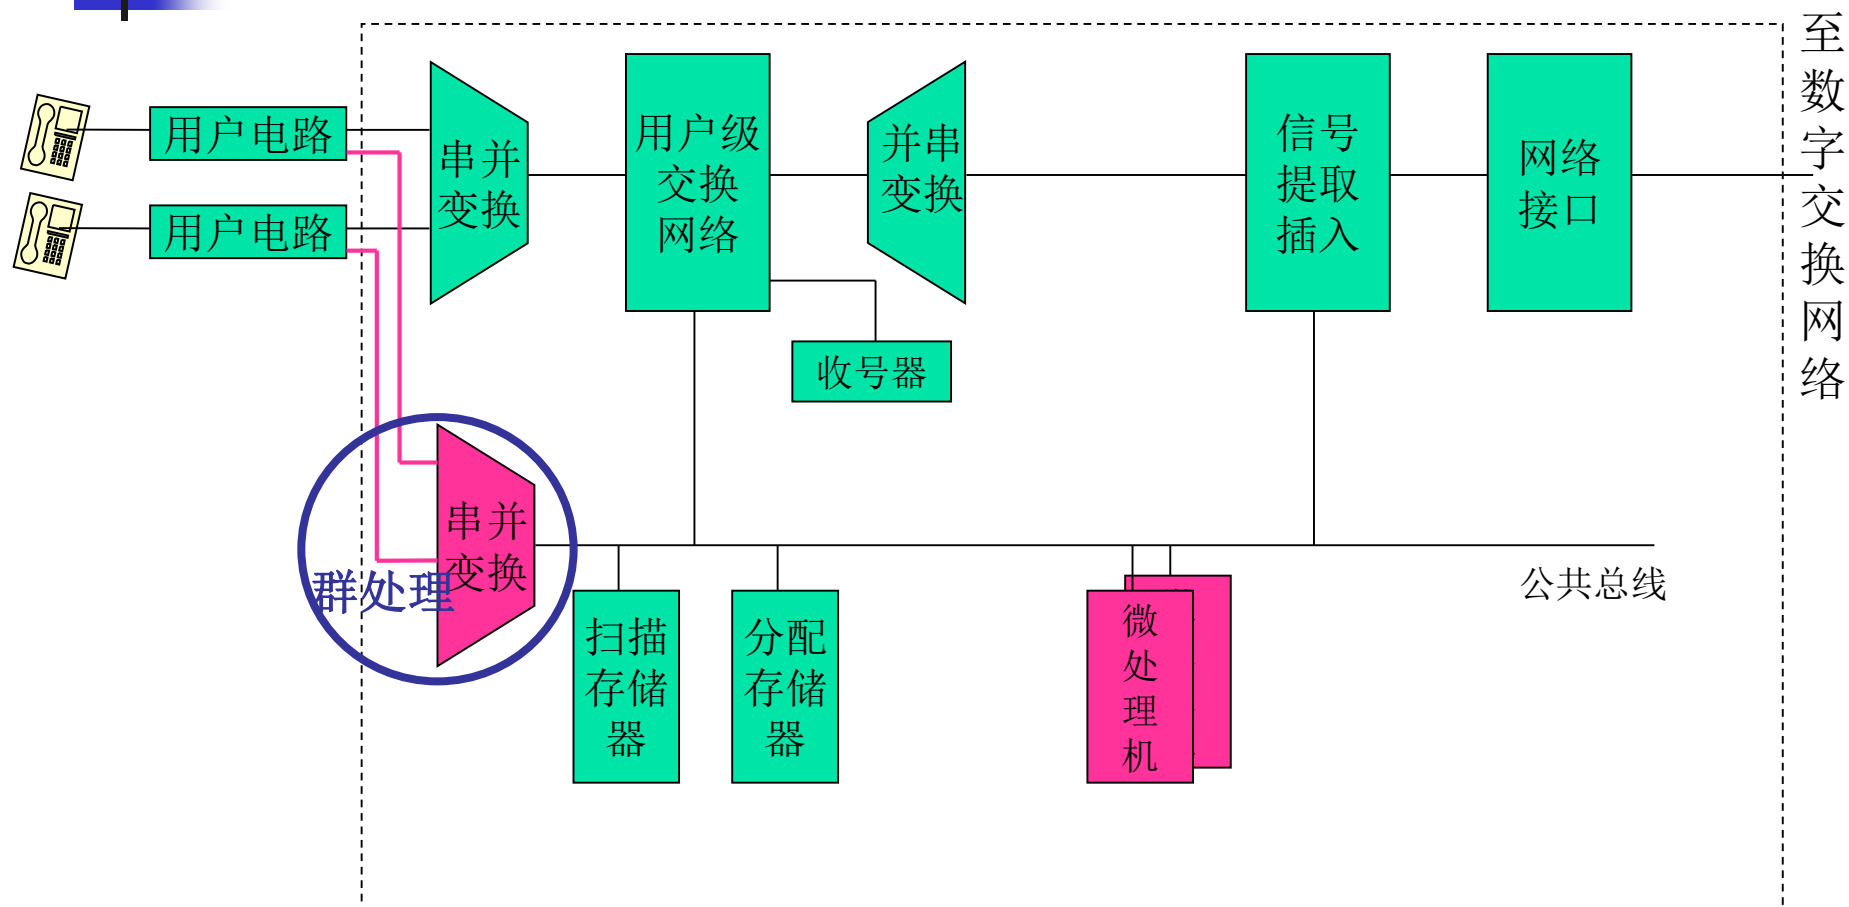 用户电路
用户电路
串并
变换
用户级
交换
网络
并串
变换
信号
提取
插入
网络
接口
至
数
字
交
换
网
络
收号器
串并
变换
群处理
公共总线
扫描
存储
器
分配
存储
器
微
处
理
机